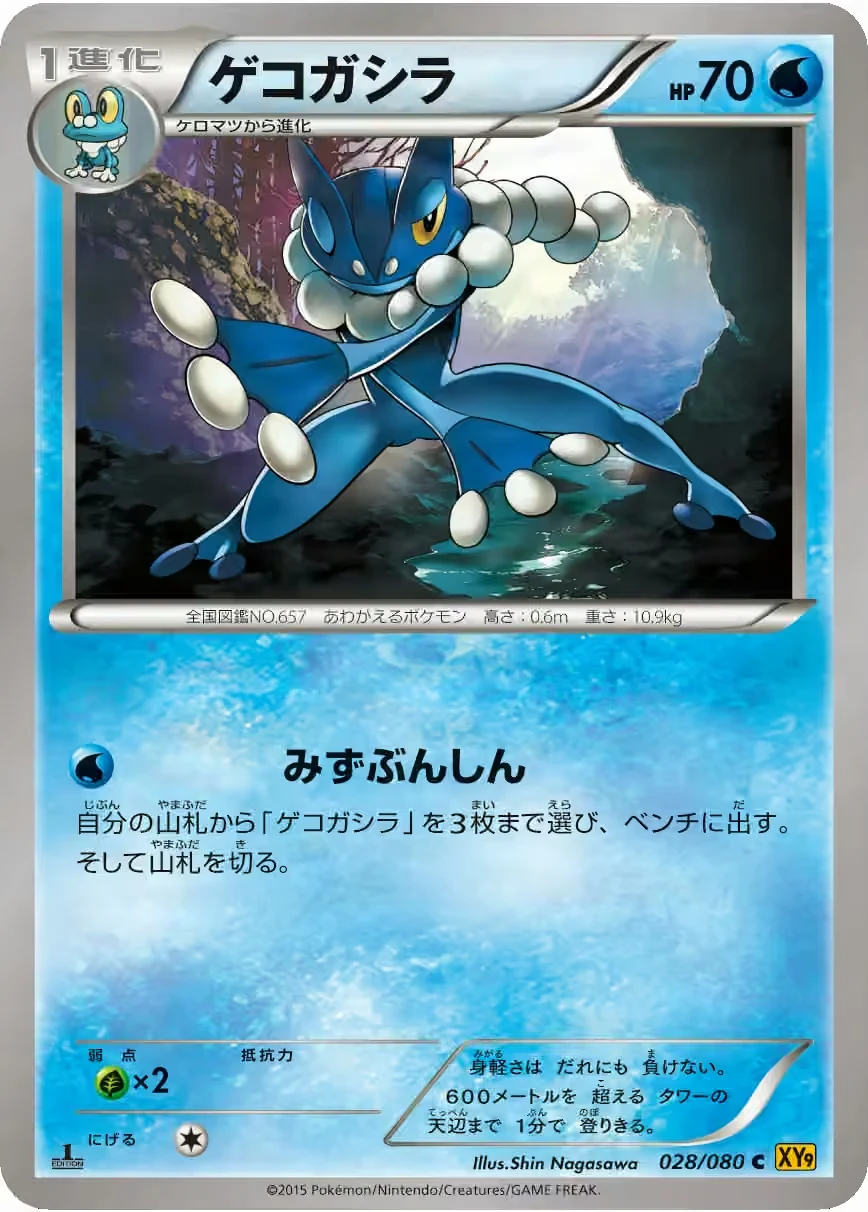 1進化
ゲコガシラ
HP70
ケロマツから進化
全国図鑑NO.657 あわがえるポケモン 高さ:0.6m 重さ:10.9kg
みずぶんしん
自分の山札から「ゲコガシラ」を3枚まで選び、ベンチに出す。
そして山札を切る。
弱点 抵抗力
×2
にげる
身軽さは だれにも 負けない。
600メートルを 超える タワーの
天辺まで 1分で 登りきる。
1 EDITION
Illus.Shin Nagasawa 028/080 C XY9
©2015 Pokémon/Nintendo/Creatures/GAME FREAK.